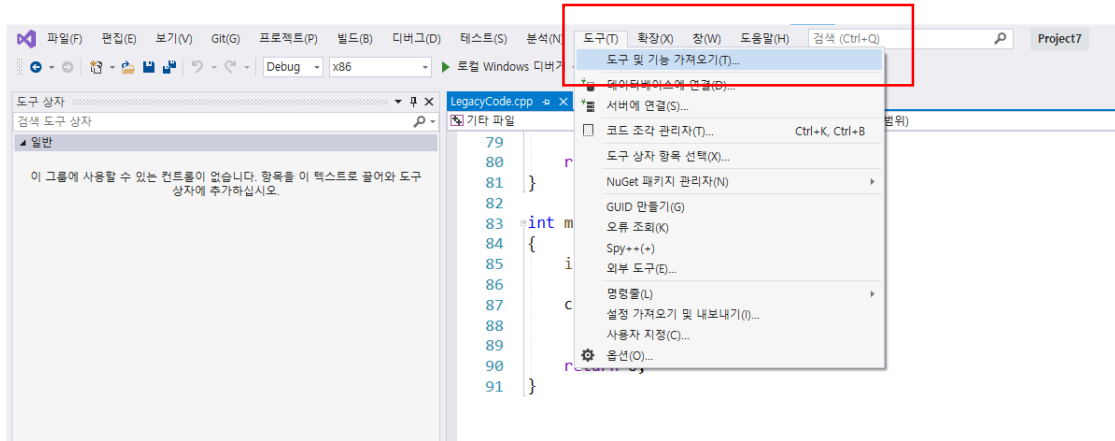 파일(F) 편집(E) 보기(V) Git(G) 프로젝트(P) 빌드(B) 디버그(D) 테스트(S) 분석(N) 도구(T) 확장(X) 창(W) 도움말(H) 검색 (Ctrl+Q) Project7
Debug x86 로컬 Windows 디버거
도구 상자
검색 도구 상자
일반
이 그룹에 사용할 수 있는 컨트롤이 없습니다. 항목을 이 텍스트로 끌어와 도구
상자에 추가하십시오.
LegacyCode.cpp
기타 파일
범위)
79
80 r
81 }
82
83 int m
84 {
85 i
86
87 c
88
89
90 return 0;
91 }
도구 및 기능 가져오기(T)...
데이터베이스에 연결(D)...
서버에 연결(S)...
코드 조각 관리자(T)... Ctrl+K, Ctrl+B
도구 상자 항목 선택(X)...
NuGet 패키지 관리자(N)
GUID 만들기(G)
오류 조회(K)
Spy++(+)
외부 도구(E)...
명령줄(L)
설정 가져오기 및 내보내기(I)...
사용자 지정(C)...
옵션(O)...